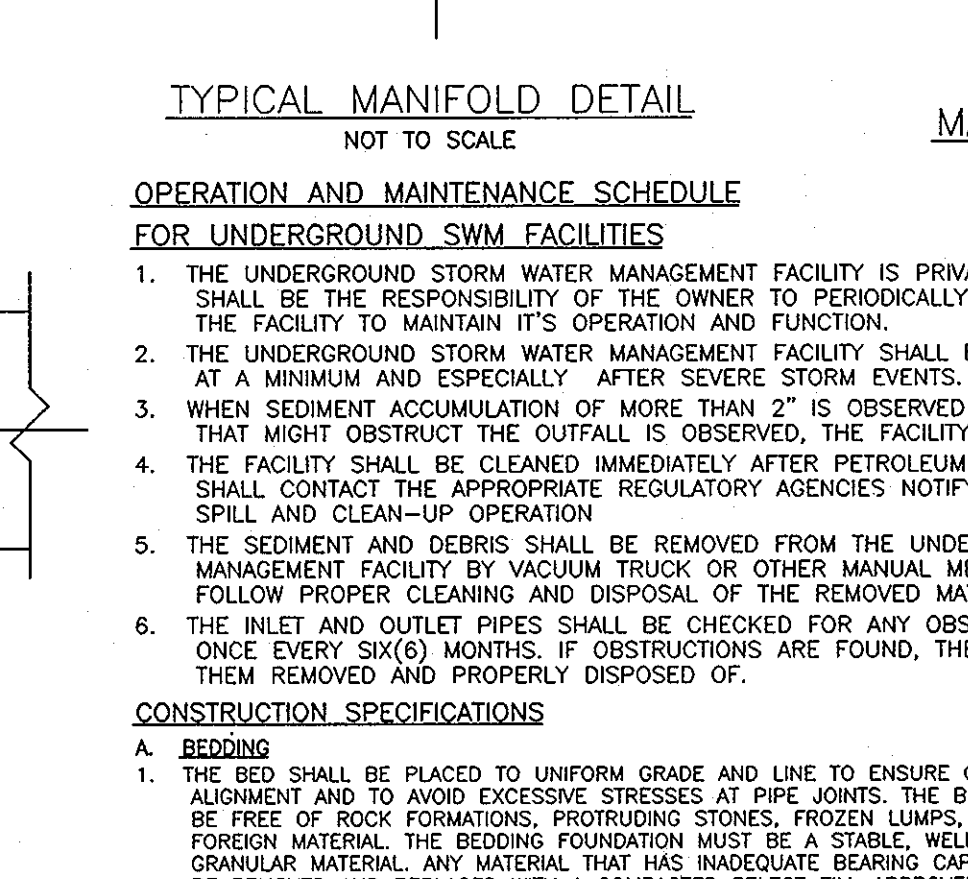 TYPICAL MANIFOLD DETAIL
NOT TO SCALE
OPERATION AND MAINTENANCE SCHEDULE
FOR UNDERGROUND SWM FACILITIES
1. THE UNDERGROUND STORM WATER MANAGEMENT FACILITY IS
SHALL BE THE RESPONSIBILITY OF THE OWNER TO PERIODICALLY
THE FACILITY TO MAINTAIN IT'S OPERATION AND FUNCTION.
2. THE UNDERGROUND STORM WATER MANAGEMENT FACILITY SHALL
AT A MINIMUM AND ESPECIALLY AFTER SEVERE STORM EVENTS.
3. WHEN SEDIMENT ACCUMULATION OF MORE THAN 2" IS OBSERVED
THAT MIGHT OBSTRUCT THE OUTFALL IS OBSERVED, THE FACILITY
4. THE FACILITY SHALL BE CLEANED IMMEDIATELY AFTER PETROLEUM
SHALL CONTACT THE APPROPRIATE REGULATORY AGENCIES
SPILL AND CLEAN-UP OPERATION
5. THE SEDIMENT AND DEBRIS SHALL BE REMOVED FROM THE
MANAGEMENT FACILITY BY VACUUM TRUCK OR OTHER MANUAL
FOLLOW PROPER CLEANING AND DISPOSAL OF THE REMOVED
6. THE INLET AND OUTLET PIPES SHALL BE CHECKED FOR ANY
ONCE EVERY SIX(6) MONTHS. IF OBSTRUCTIONS ARE FOUND,
THEM REMOVED AND PROPERLY DISPOSED OF.
CONSTRUCTION SPECIFICATIONS
A. BEDDING
1. THE BED SHALL BE PLACED TO UNIFORM GRADE AND LINE TO ENSURE
ALIGNMENT AND TO AVOID EXCESSIVE STRESSES AT PIPE JOINTS. THE
BE FREE OF ROCK FORMATIONS, PROTRUDING STONES, FROZEN LUMPS,
FOREIGN MATERIAL. THE BEDDING FOUNDATION MUST BE A STABLE,
GRANULAR MATERIAL. ANY MATERIAL THAT HAS INADEQUATE BEARING